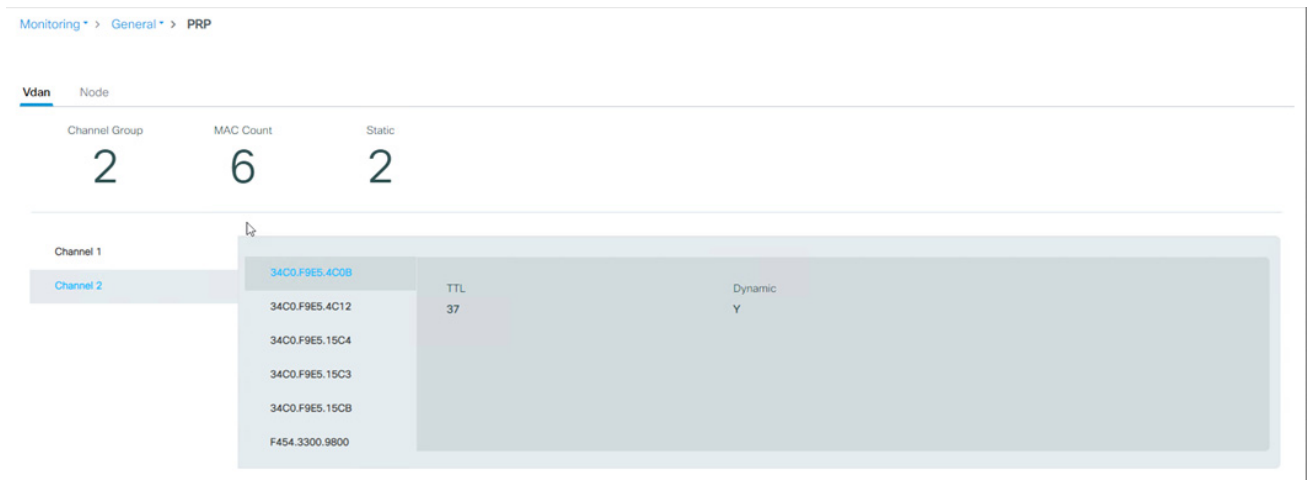 Monitoring > General > PRP
Vdan Node
Channel Group MAC Count Static
2 6 2
Channel 1
Channel 2
34C0.F9E5.4C0B
34C0.F9E5.4C12
34C0.F9E5.15C4
34C0.F9E5.15C3
34C0.F9E5.15CB
F454.3300.9800
TTL Dynamic
37 Y